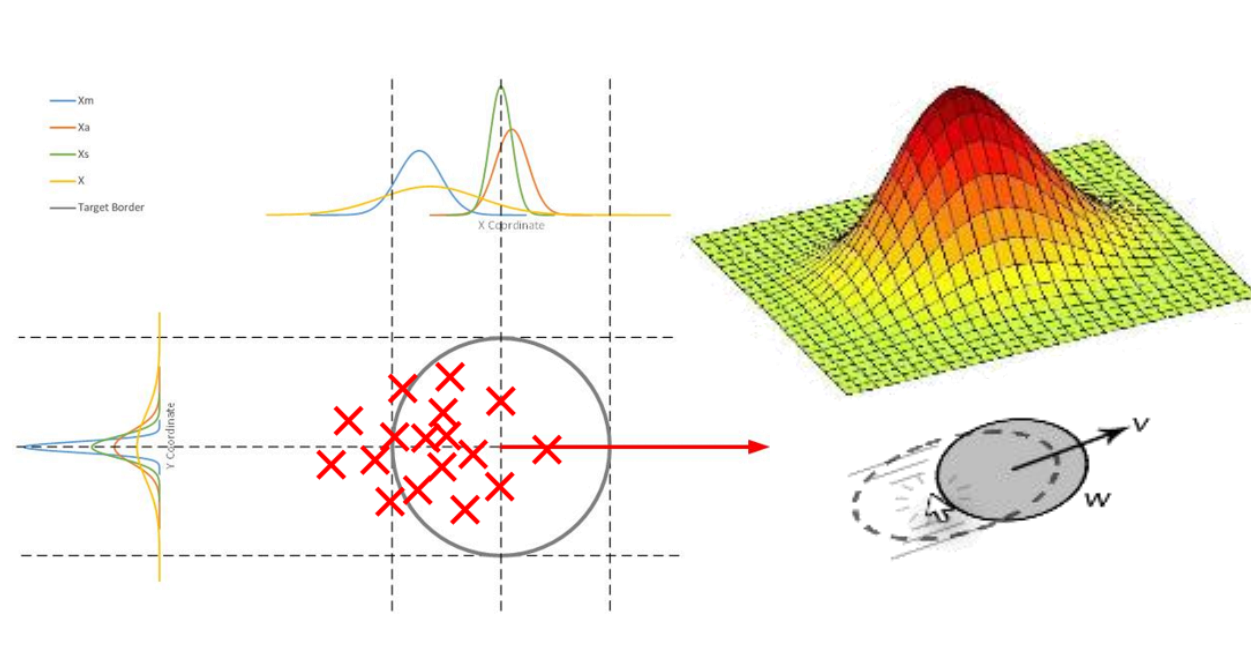 Xm
Xa
Xs
X
Target Border
X Coordinate
Y Coordinate
V
W